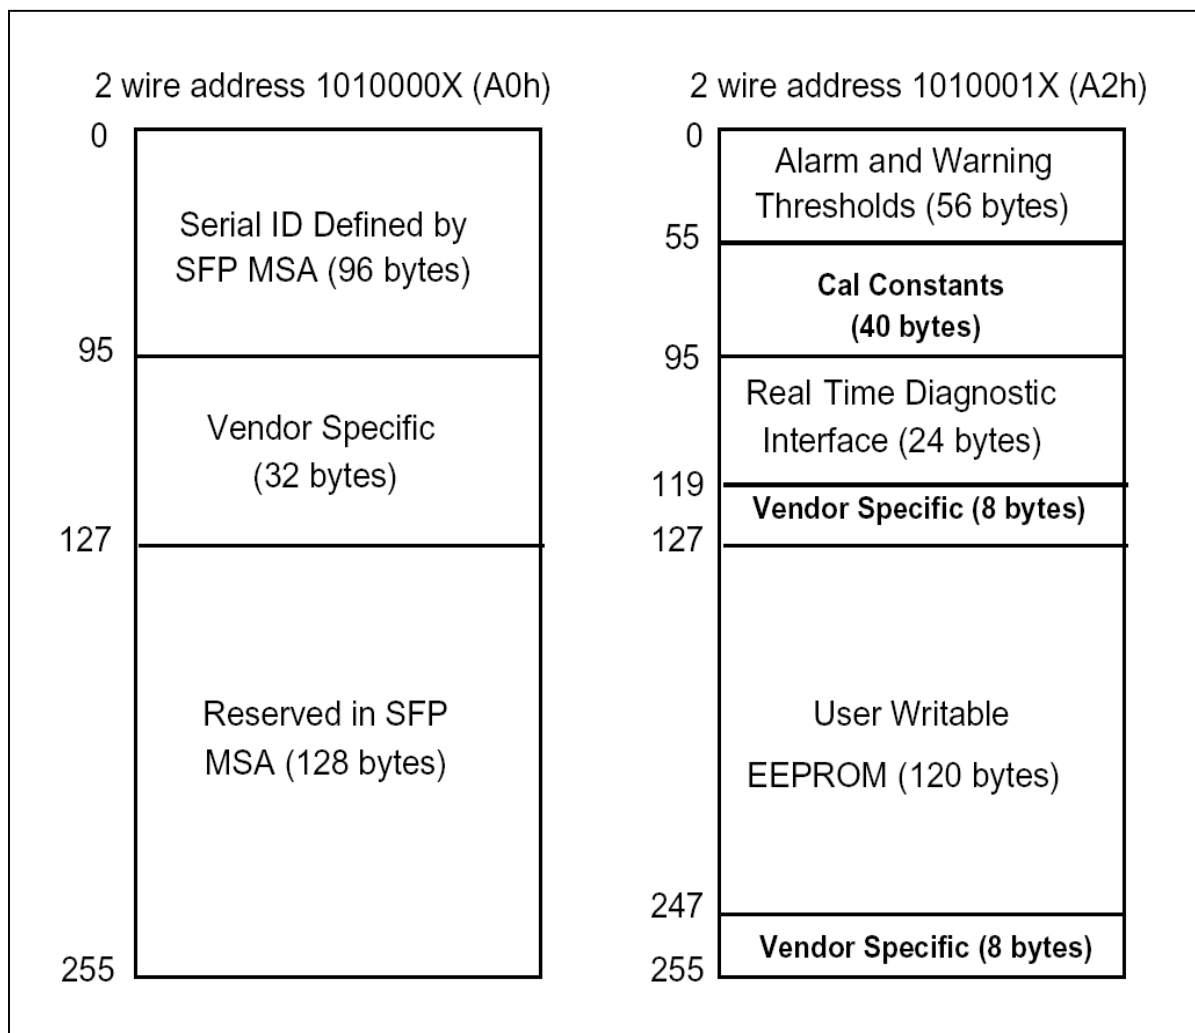 2 wire address 1010000X (A0h)
0
Serial ID Defined by
SFP MSA (96 bytes)
95
Vendor Specific
(32 bytes)
127
Reserved in SFP
MSA (128 bytes)
255
2 wire address 1010001X (A2h)
0
Alarm and Warning
Thresholds (56 bytes)
55
Cal Constants
(40 bytes)
95
Real Time Diagnostic
Interface (24 bytes)
119
Vendor Specific (8 bytes)
127
User Writable
EEPROM (120 bytes)
247
Vendor Specific (8 bytes)
255